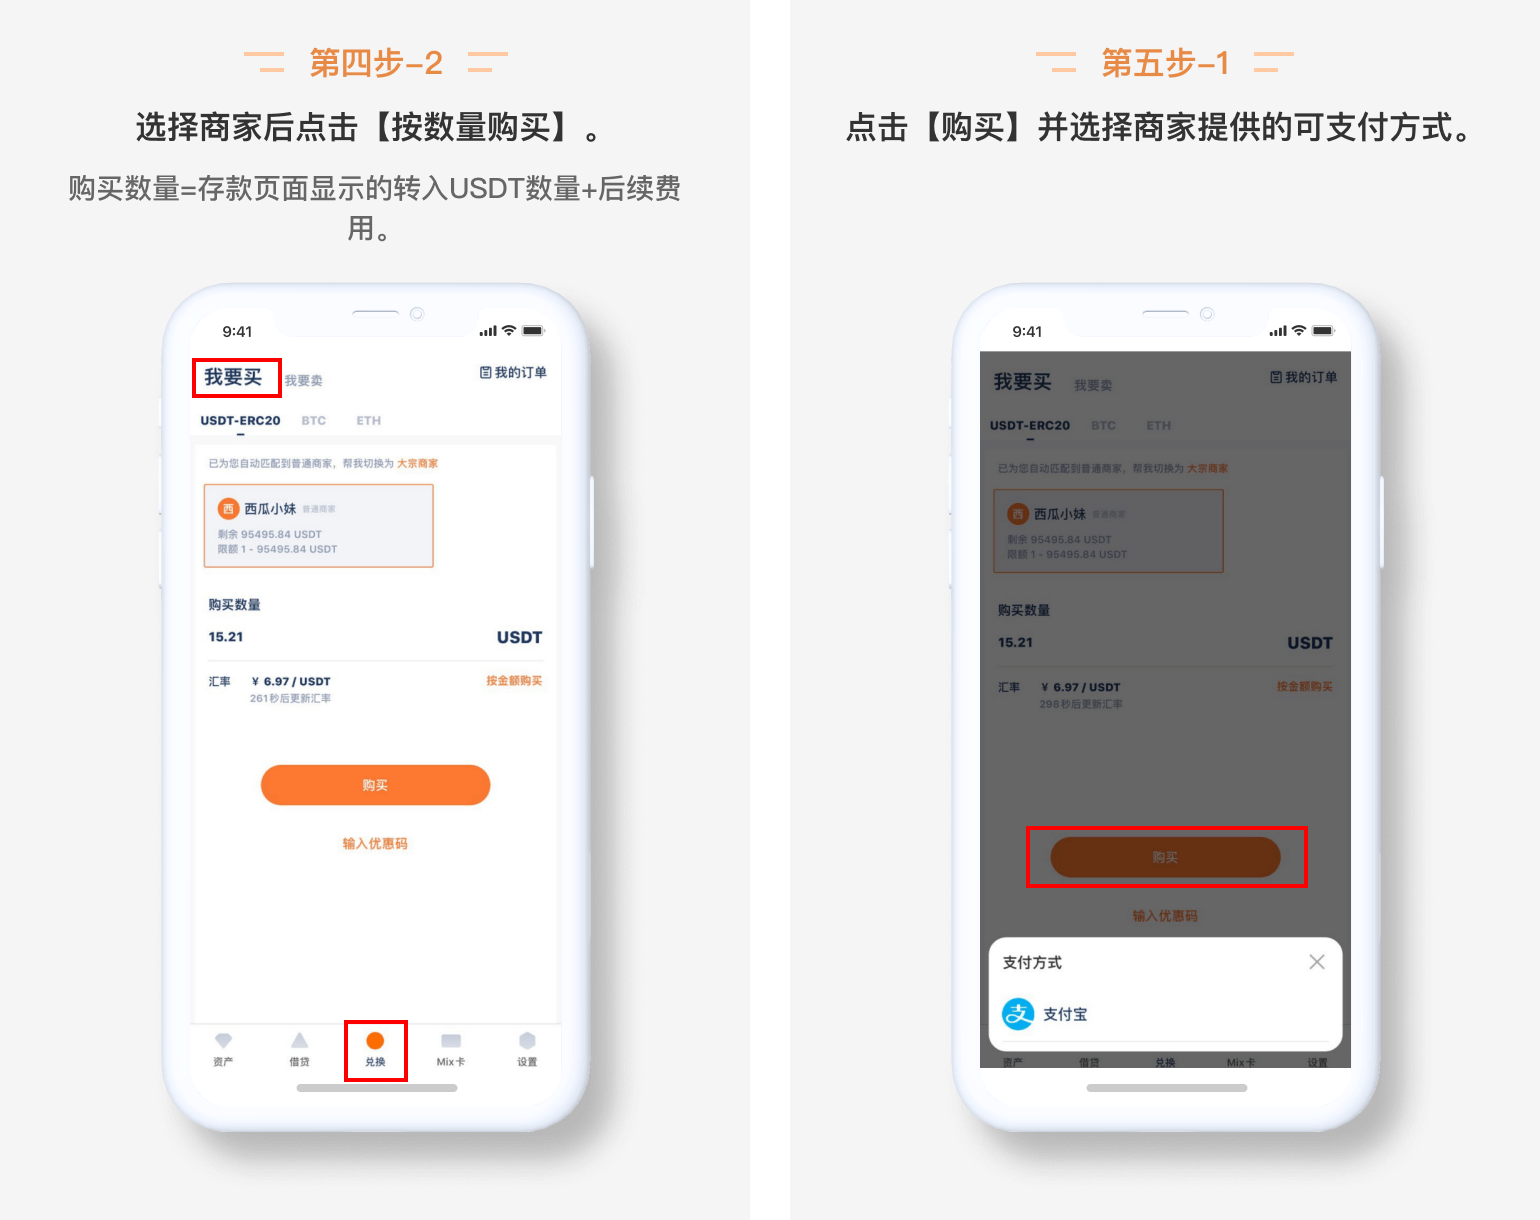 第四步-2
选择商家后点击【按数量购买】。
购买数量=存款页面显示的转入USDT数量+后续费
用。
9:41
我要买
我要卖
我的订单
USDT-ERC20
BTC
ETH
已为您自动匹配到普通商家，帮我切换为 大宗商家
西
西瓜小妹
普通商家
剩余 95495.84 USDT
限额 1 - 95495.84 USDT
购买数量
15.21
USDT
汇率
¥ 6.97 / USDT
按金额购买
261秒后更新汇率
购买
输入优惠码
资产
借贷
兑换
Mix卡
设置
第五步-1
点击【购买】并选择商家提供的可支付方式。
9:41
我要买
我要卖
我的订单
USDT-ERC20
BTC
ETH
已为您自动匹配到普通商家，帮我切换为 大宗商家
西
西瓜小妹
普通商家
剩余 95495.84 USDT
限额 1 - 95495.84 USDT
购买数量
15.21
USDT
汇率
¥ 6.97 / USDT
按金额购买
298秒后更新汇率
购买
输入优惠码
支付方式
支
支付宝
资产
借贷
兑换
Mix卡
设置